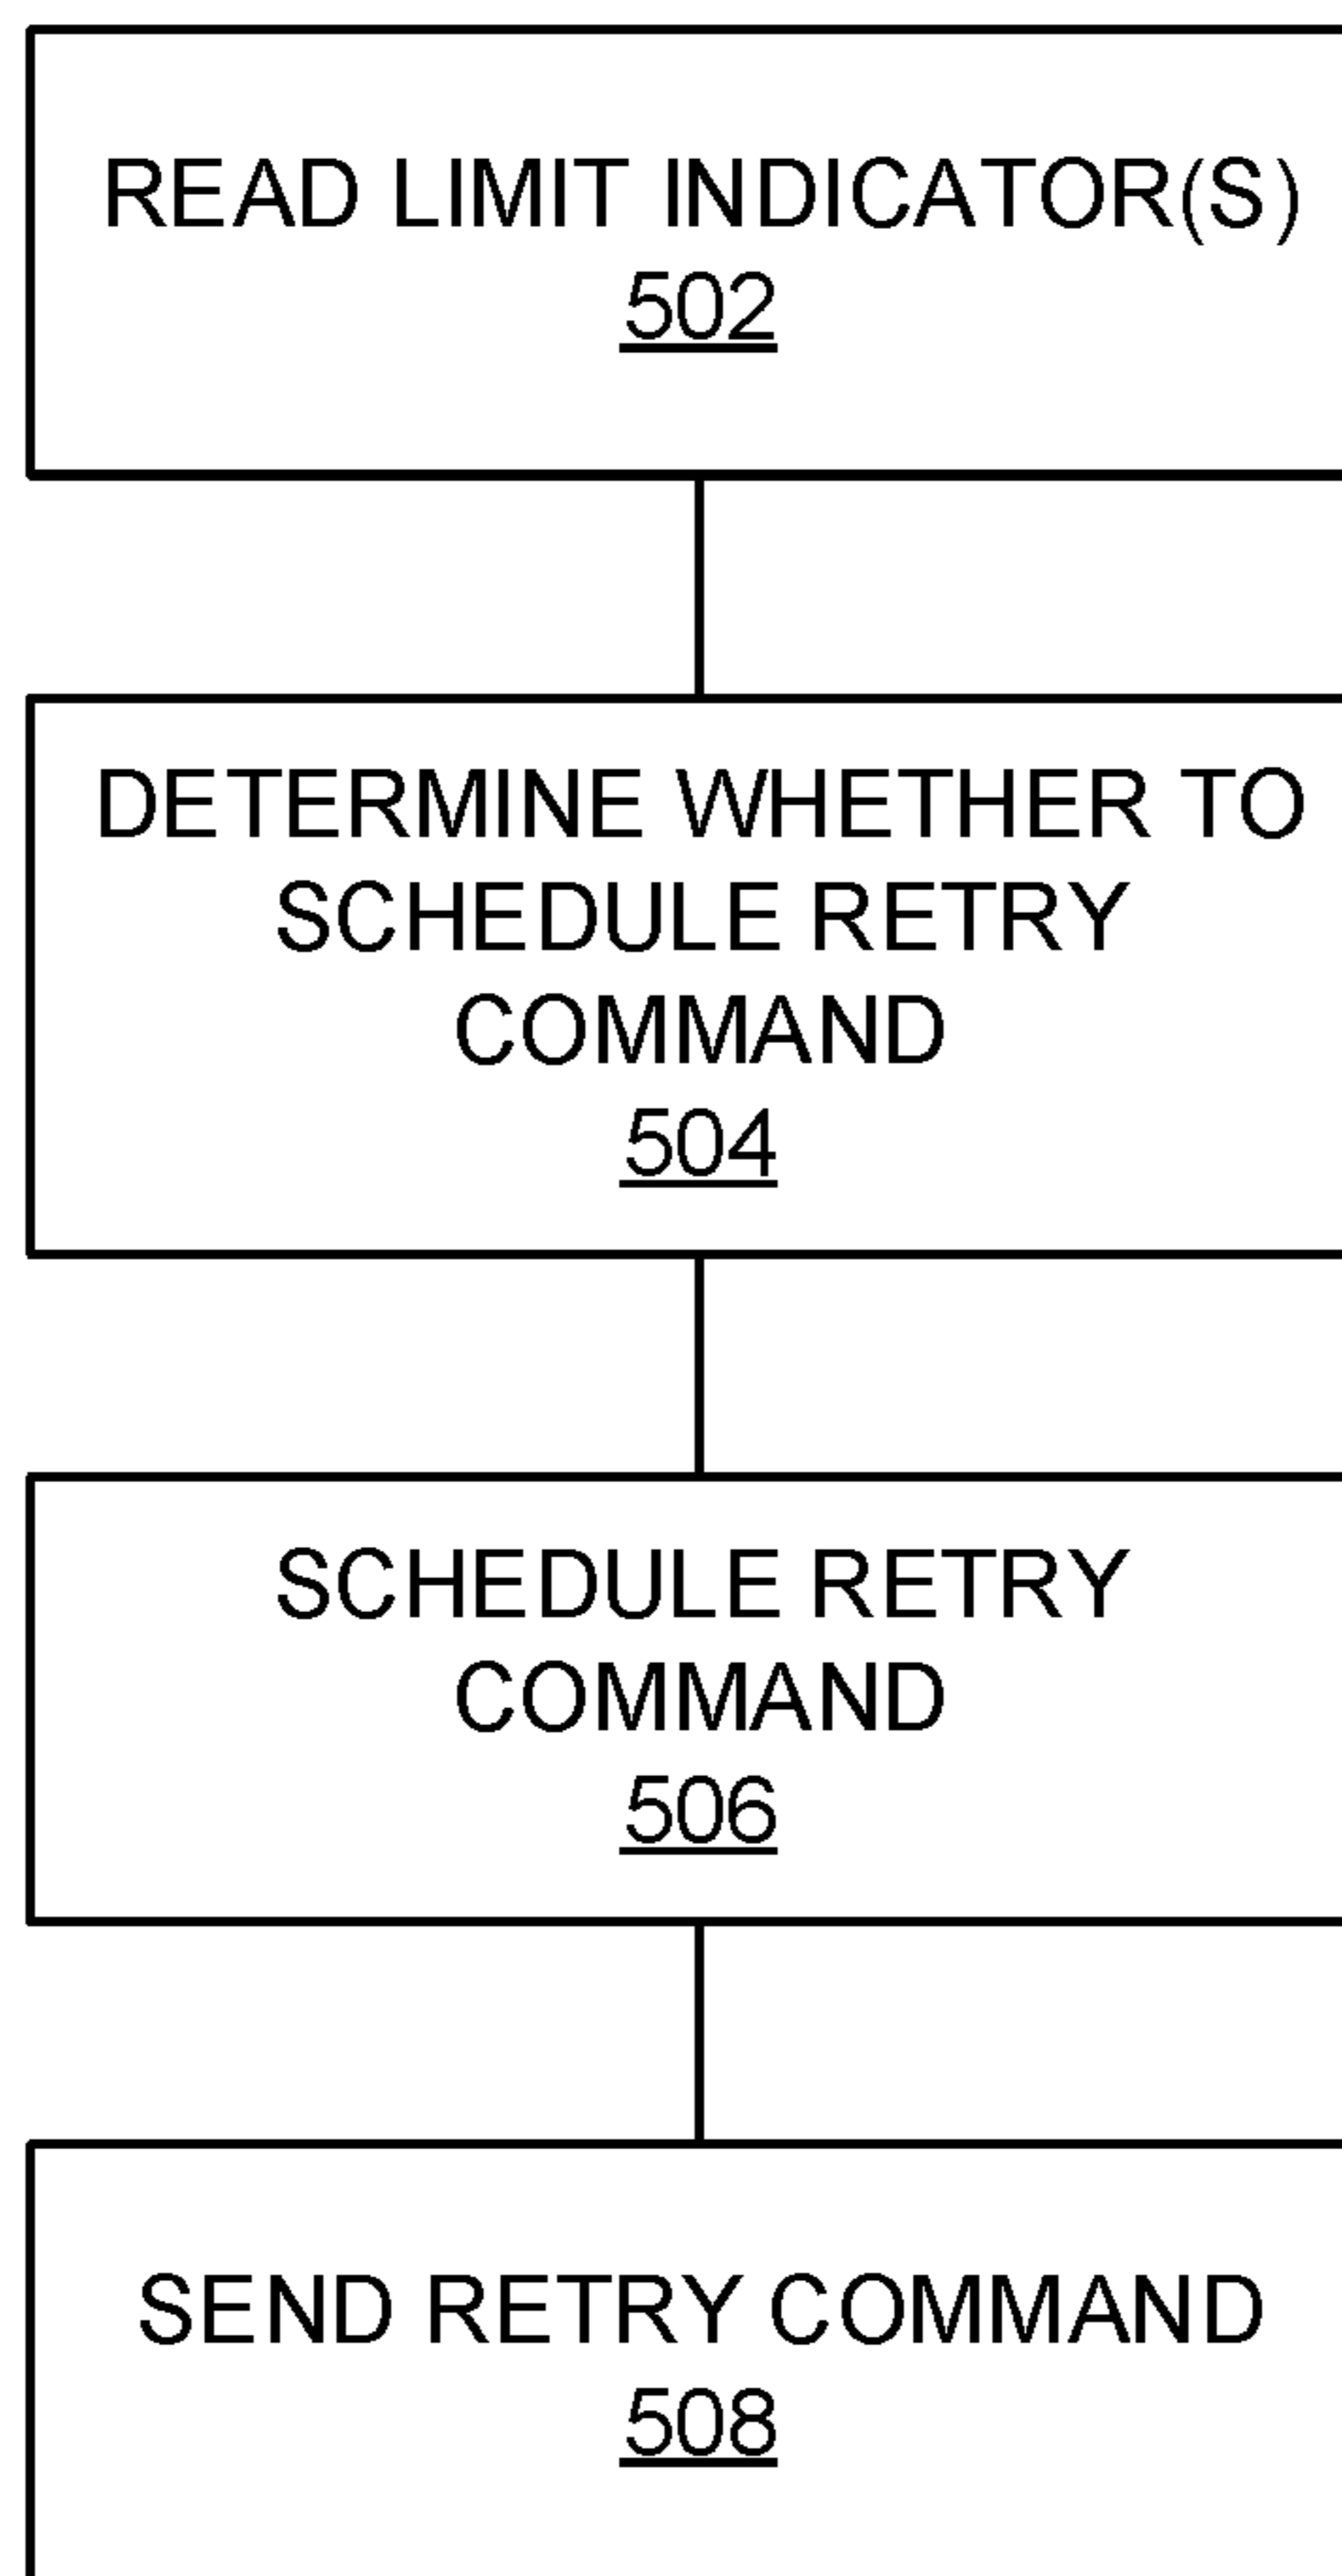 READ LIMIT INDICATOR(S)
502
DETERMINE WHETHER TO
SCHEDULE RETRY
COMMAND
504
SCHEDULE RETRY
COMMAND
506
SEND RETRY COMMAND
508